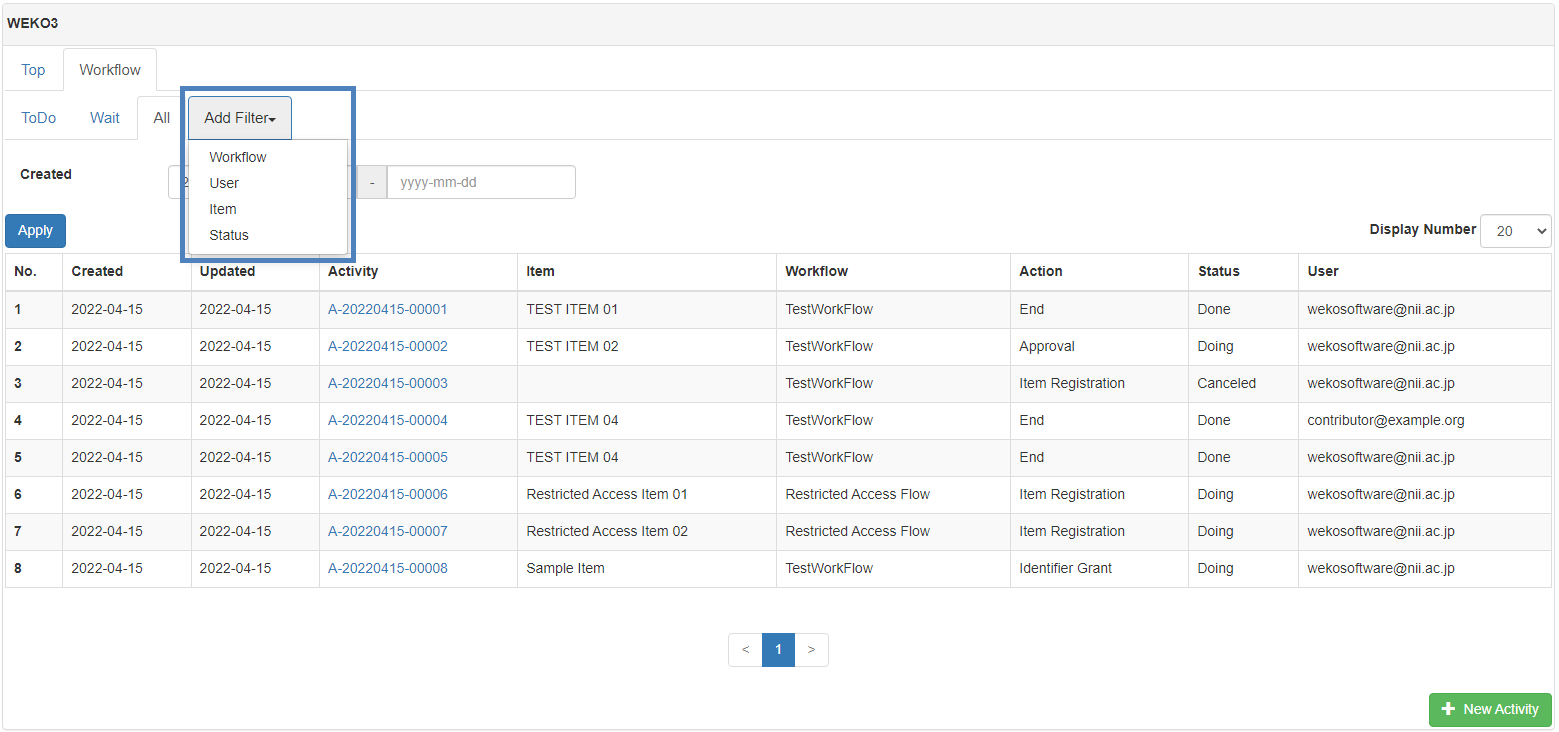 WEKO3
Top Workflow
ToDo Wait All Add Filter
Workflow
User
Item
Status
Created 2 - yyyy-mm-dd
Apply Display Number 20
No. Created Updated Activity Item Workflow Action Status User
1 2022-04-15 2022-04-15 A-20220415-00001 TEST ITEM 01 TestWorkFlow End Done wekosoftware@nii.ac.jp
2 2022-04-15 2022-04-15 A-20220415-00002 TEST ITEM 02 TestWorkFlow Approval Doing wekosoftware@nii.ac.jp
3 2022-04-15 2022-04-15 A-20220415-00003 TestWorkFlow Item Registration Canceled wekosoftware@nii.ac.jp
4 2022-04-15 2022-04-15 A-20220415-00004 TEST ITEM 04 TestWorkFlow End Done contributor@example.org
5 2022-04-15 2022-04-15 A-20220415-00005 TEST ITEM 04 TestWorkFlow End Done wekosoftware@nii.ac.jp
6 2022-04-15 2022-04-15 A-20220415-00006 Restricted Access Item 01 Restricted Access Flow Item Registration Doing wekosoftware@nii.ac.jp
7 2022-04-15 2022-04-15 A-20220415-00007 Restricted Access Item 02 Restricted Access Flow Item Registration Doing wekosoftware@nii.ac.jp
8 2022-04-15 2022-04-15 A-20220415-00008 Sample Item TestWorkFlow Identifier Grant Doing wekosoftware@nii.ac.jp
< 1 >
New Activity